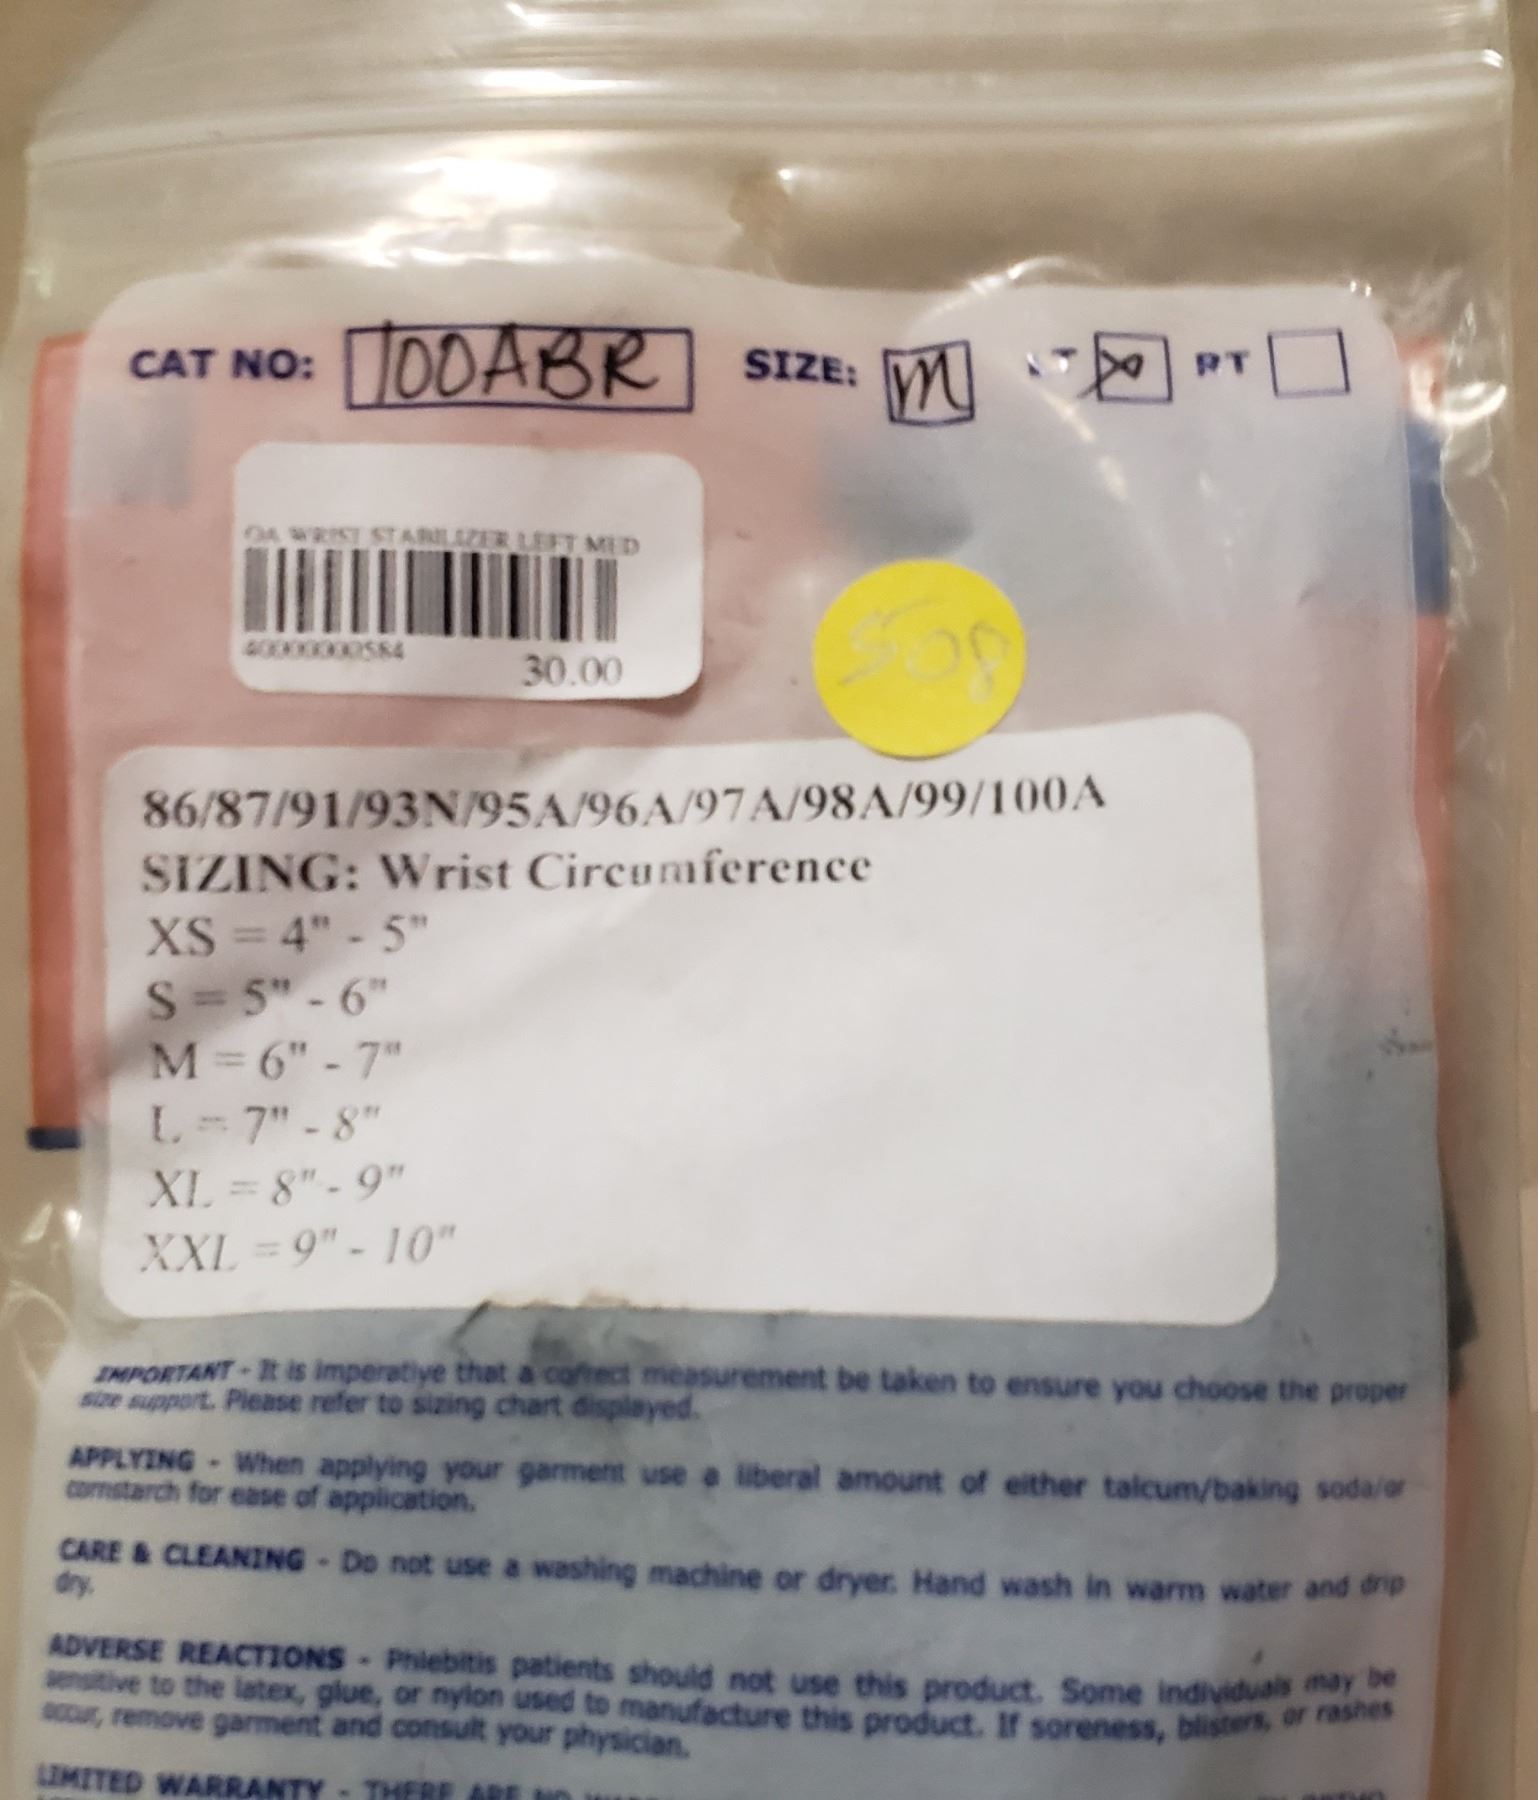 CAT NO: 100ABR SIZE: M LT X RT
OA WRIST STABILIZER LEFT MED
40000000584
30.00
508
86/87/91/93N/95A/96A/97A/98A/99/100A
SIZING: Wrist Circumference
XS = 4" - 5"
S = 5" - 6"
M = 6" - 7"
L = 7" - 8"
XL = 8" - 9"
XXL = 9" - 10"
IMPORTANT - It is imperative that a correct measurement be taken to ensure you choose the proper
size support. Please refer to sizing chart displayed.
APPLYING - When applying your garment use a liberal amount of either talcum/baking soda/or
cornstarch for ease of application.
CARE & CLEANING - Do not use a washing machine or dryer. Hand wash in warm water and drip
dry.
ADVERSE REACTIONS - Phlebitis patients should not use this product. Some individuals may be
sensitive to the latex, glue, or nylon used to manufacture this product. If soreness, blisters, or rashes
occur, remove garment and consult your physician.
LIMITED WARRANTY - THERE ARE NO